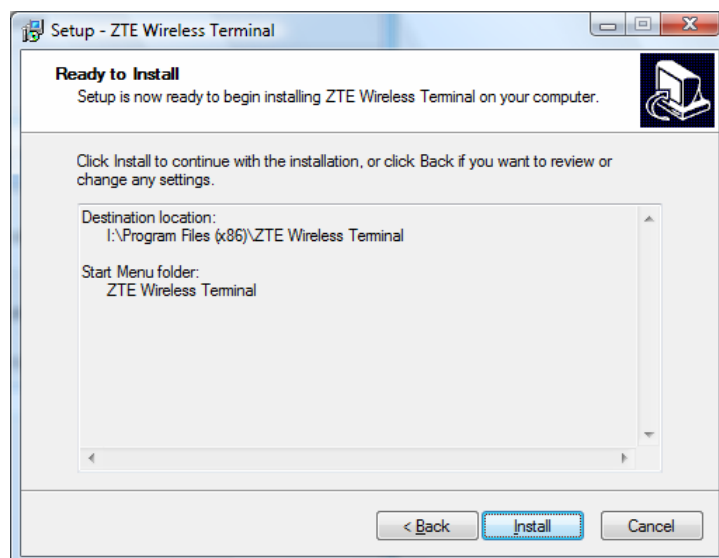 Setup - ZTE Wireless Terminal
Ready to Install
Setup is now ready to begin installing ZTE Wireless Terminal on your computer.
Click Install to continue with the installation, or click Back if you want to review or
change any settings.
Destination location:
I:\Program Files (x86)\ZTE Wireless Terminal
Start Menu folder:
ZTE Wireless Terminal
< Back
Install
Cancel